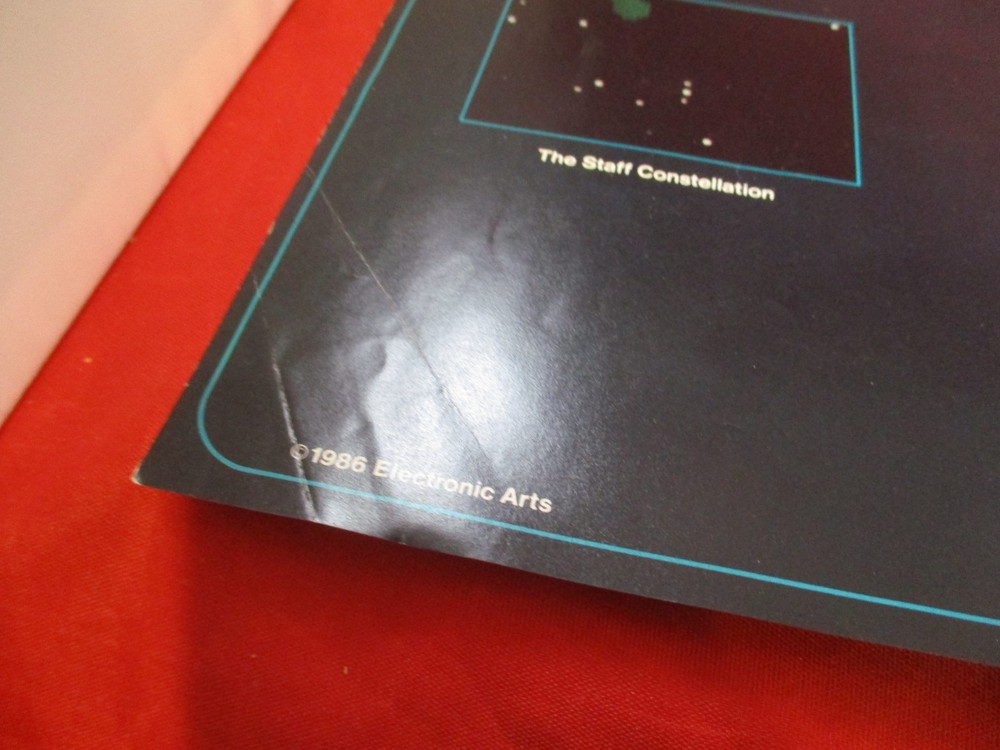 The Staff Constellation
©1986 Electronic Arts